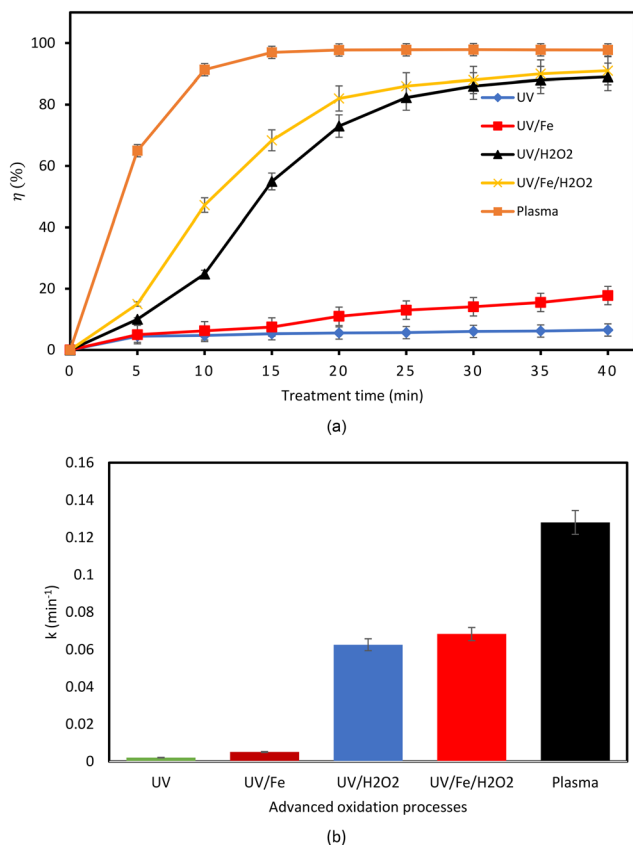 (a)
100
80
60
40
20
0
η (%)
UV
UV/Fe
UV/H2O2
UV/Fe/H2O2
Plasma
0 5 10 15 20 25 30 35 40
Treatment time (min)
(a)
0.16
0.14
0.12
0.1
0.08
0.06
0.04
0.02
0
k (min⁻¹)
UV UV/Fe UV/H2O2 UV/Fe/H2O2 Plasma
Advanced oxidation processes
(b)